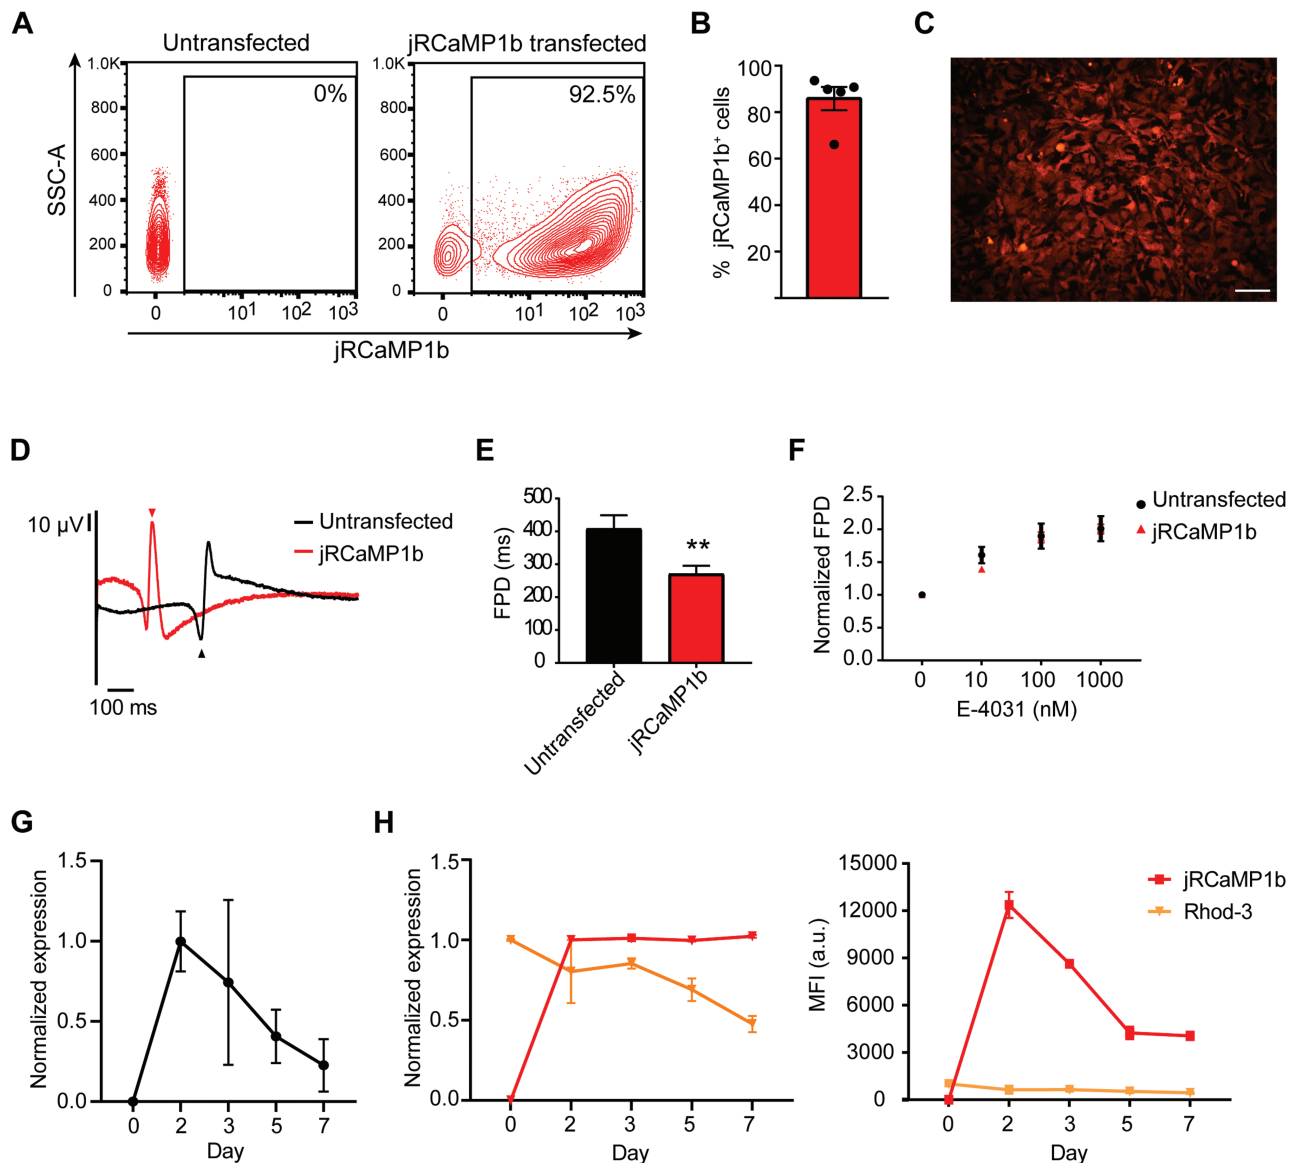 A
Untransfected
jRCaMP1b transfected
SSC-A
1.0K
800
600
400
200
0
0%
0
10¹
10²
10³
1.0K
800
600
400
200
0
92.5%
0
10¹
10²
10³
jRCaMP1b
B
% jRCaMP1b⁺ cells
100
80
60
40
20
C
D
10 µV
Untransfected
jRCaMP1b
100 ms
E
FPD (ms)
500
400
300
200
100
0
**
Untransfected
jRCaMP1b
F
Normalized FPD
2.5
2.0
1.5
1.0
0.5
0.0
0
10
100
1000
E-4031 (nM)
Untransfected
jRCaMP1b
G
Normalized expression
1.5
1.0
0.5
0.0
0
2
3
5
7
Day
H
Normalized expression
1.5
1.0
0.5
0.0
0
2
3
5
7
Day
MFI (a.u.)
15000
12000
9000
6000
3000
0
0
2
3
5
7
Day
jRCaMP1b
Rhod-3